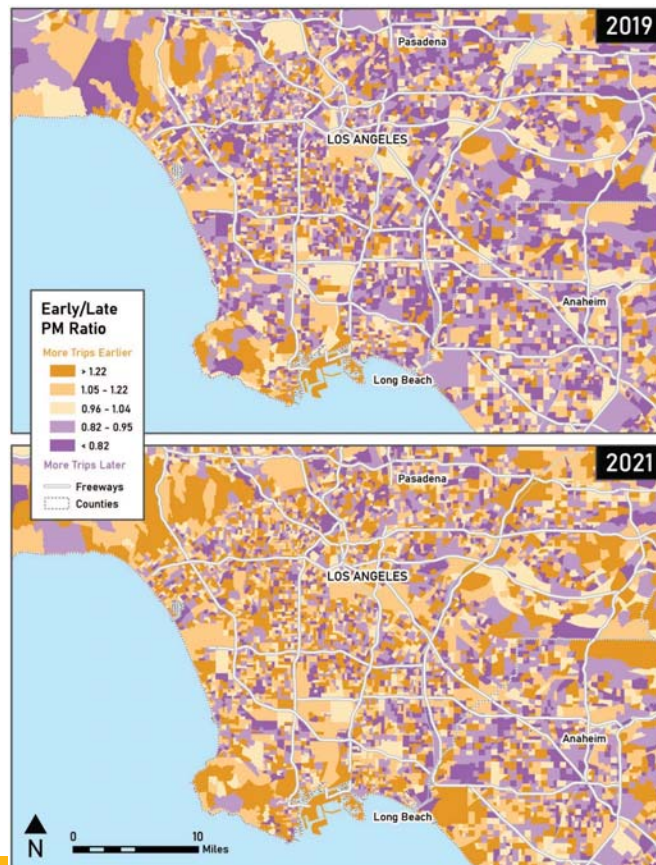 2019
Pasadena
LOS ANGELES
Anaheim
Long Beach
Early/Late
PM Ratio
More Trips Earlier
> 1.22
1.05 - 1.22
0.96 - 1.04
0.82 - 0.95
< 0.82
More Trips Later
Freeways
Counties
2021
Pasadena
LOS ANGELES
Anaheim
Long Beach
N
0 10
Miles